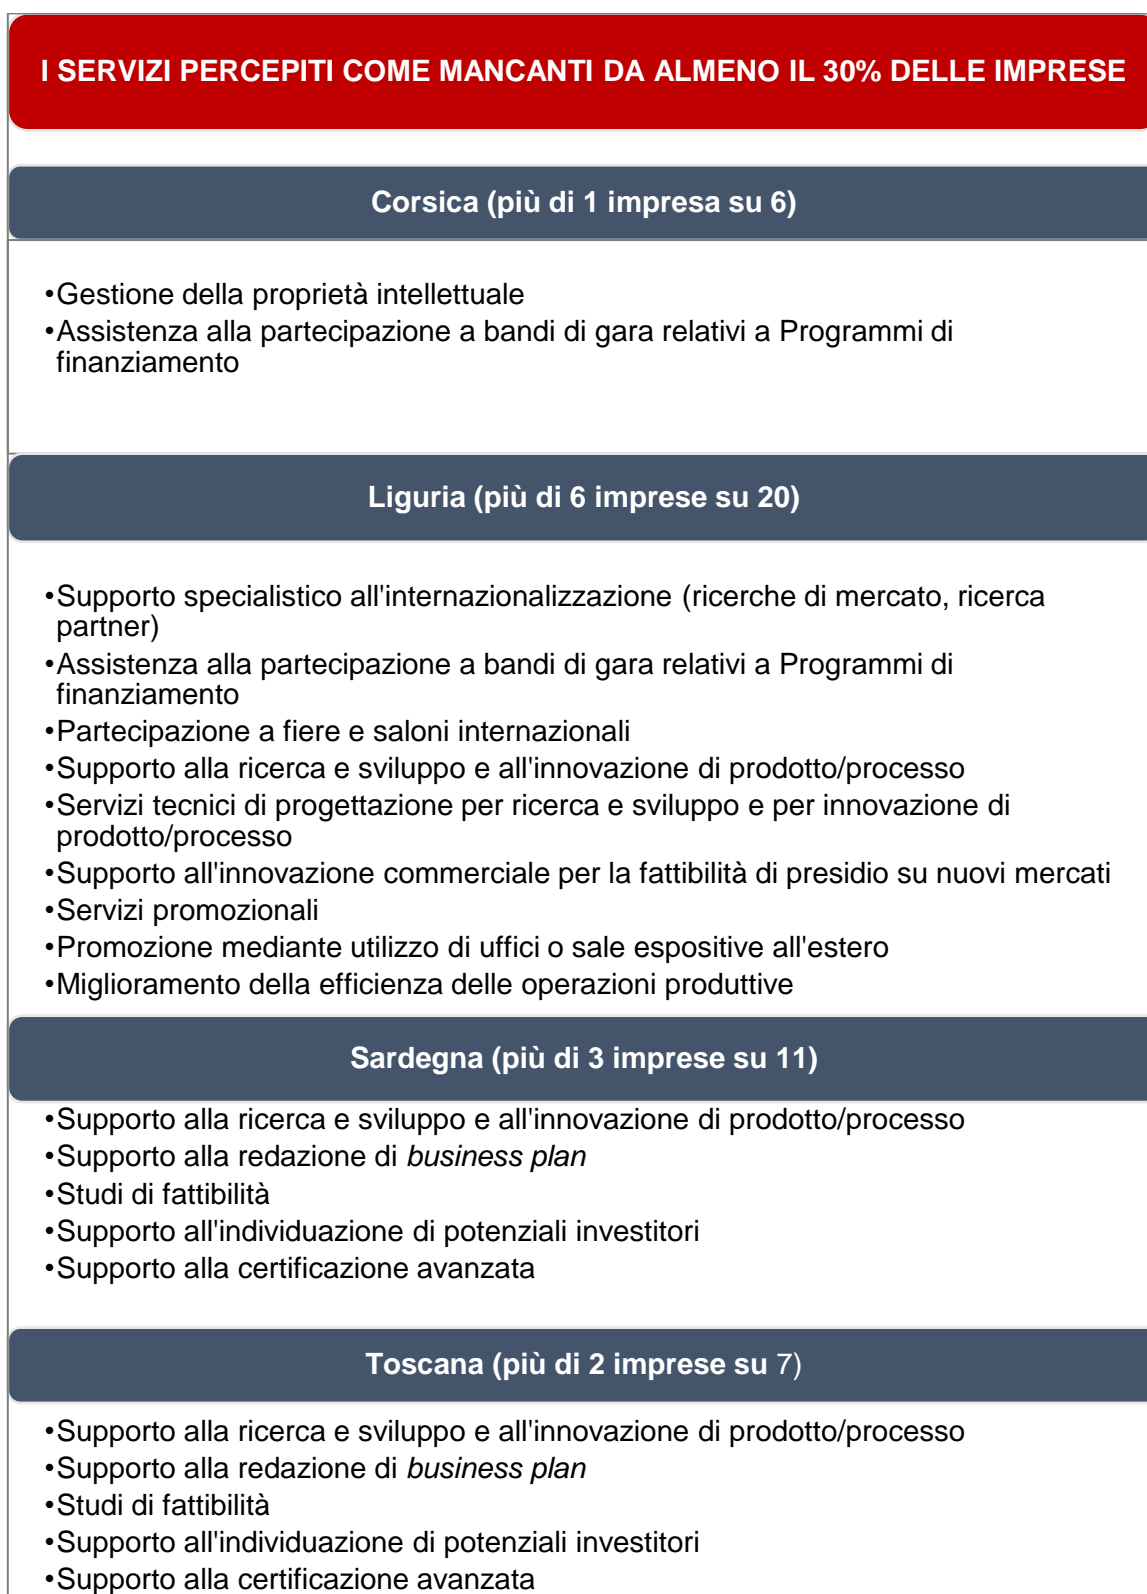 I SERVIZI PERCEPITI COME MANCANTI DA ALMENO IL 30% DELLE IMPRESE
Corsica (più di 1 impresa su 6)
•Gestione della proprietà intellettuale
•Assistenza alla partecipazione a bandi di gara relativi a Programmi di
finanziamento
Liguria (più di 6 imprese su 20)
•Supporto specialistico all'internazionalizzazione (ricerche di mercato, ricerca
partner)
•Assistenza alla partecipazione a bandi di gara relativi a Programmi di
finanziamento
•Partecipazione a fiere e saloni internazionali
•Supporto alla ricerca e sviluppo e all'innovazione di prodotto/processo
•Servizi tecnici di progettazione per ricerca e sviluppo e per innovazione di
prodotto/processo
•Supporto all'innovazione commerciale per la fattibilità di presidio su nuovi mercati
•Servizi promozionali
•Promozione mediante utilizzo di uffici o sale espositive all'estero
•Miglioramento della efficienza delle operazioni produttive
Sardegna (più di 3 imprese su 11)
•Supporto alla ricerca e sviluppo e all'innovazione di prodotto/processo
•Supporto alla redazione di business plan
•Studi di fattibilità
•Supporto all'individuazione di potenziali investitori
•Supporto alla certificazione avanzata
Toscana (più di 2 imprese su 7)
•Supporto alla ricerca e sviluppo e all'innovazione di prodotto/processo
•Supporto alla redazione di business plan
•Studi di fattibilità
•Supporto all'individuazione di potenziali investitori
•Supporto alla certificazione avanzata